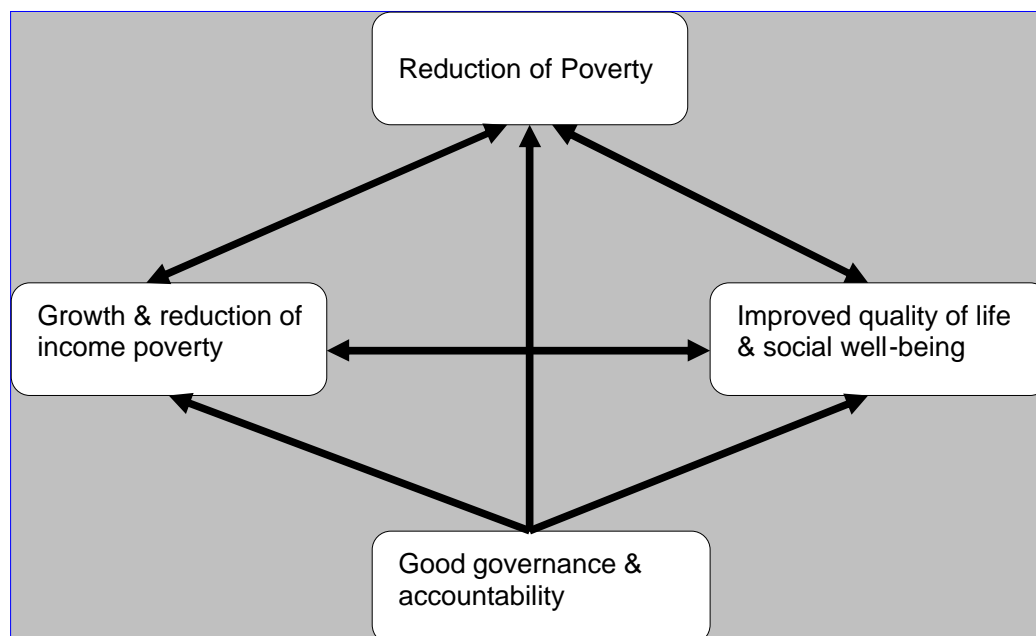 Reduction of Poverty
Growth & reduction of
income poverty
Improved quality of life
& social well-being
Good governance &
accountability